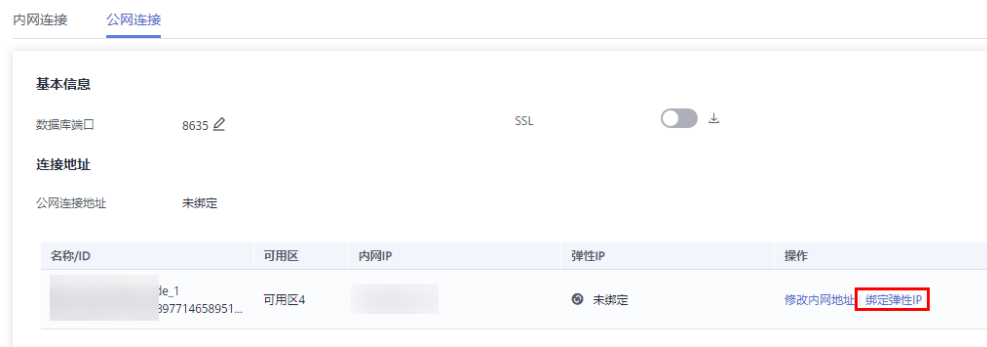 内网连接 公网连接
基本信息
数据库端口 8635 SSL
连接地址
公网连接地址 未绑定
名称/ID 可用区 内网IP 弹性IP 操作
de_1
397714658951... 可用区4 未绑定 修改内网地址 绑定弹性IP